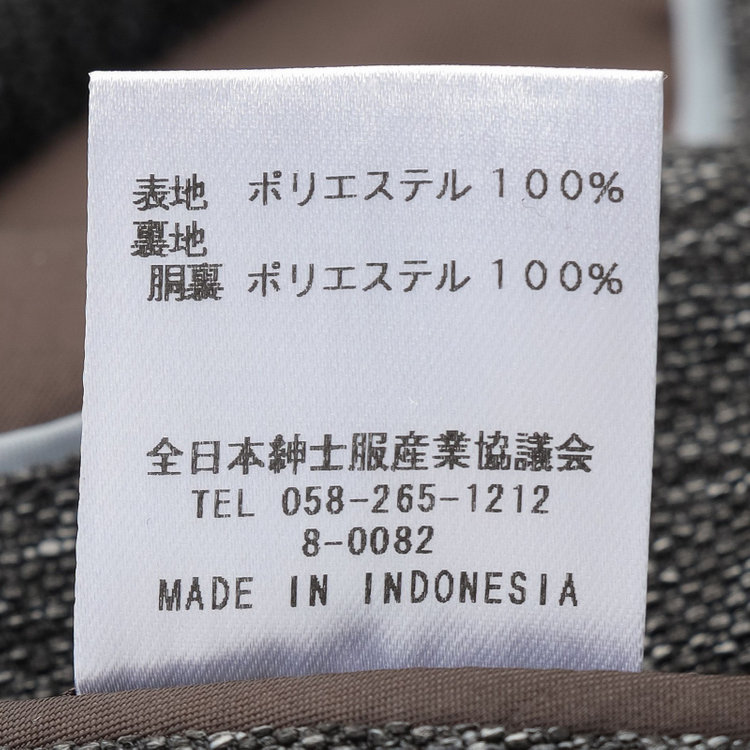 表地 ポリエステル100%
裏地
胴裏 ポリエステル100%
全日本紳士服産業協議会
TEL 058-265-1212
8-0082
MADE IN INDONESIA